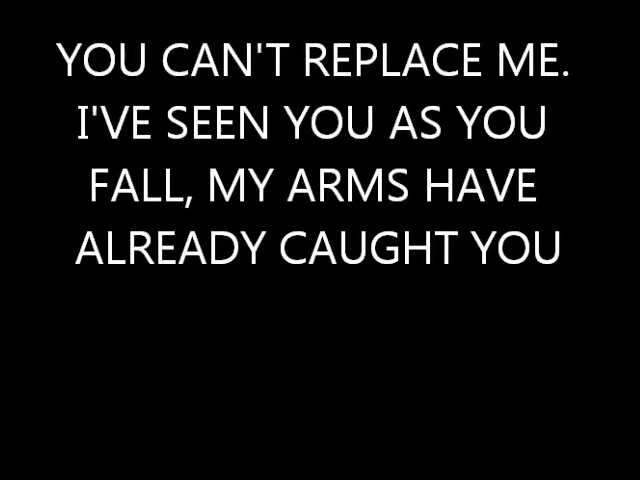 YOU CAN'T REPLACE ME.
I'VE SEEN YOU AS YOU
FALL, MY ARMS HAVE
ALREADY CAUGHT YOU